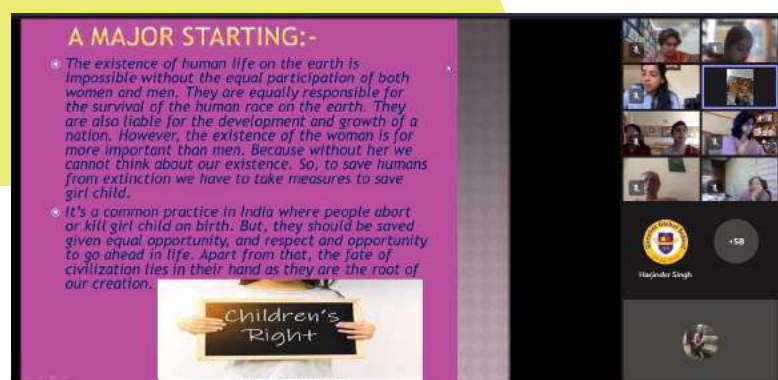 A MAJOR STARTING:-
The existence of human life on the earth is
impossible without the equal participation of both
women and men. They are equally responsible for
the survival of the human race on the earth. They
are also liable for the development and growth of a
nation. However, the existence of the woman is for
more important than men. Because without her we
cannot think about our existence. So, to save humans
from extinction we have to take measures to save
girl child.
It's a common practice in India where people abort
or kill girl child on birth. But, they should be saved
given equal opportunity, and respect and opportunity
to go ahead in life. Apart from that, the fate of
civilization lies in their hand as they are the root of
our creation.
Children's
Right
+58
Harjinder Singh